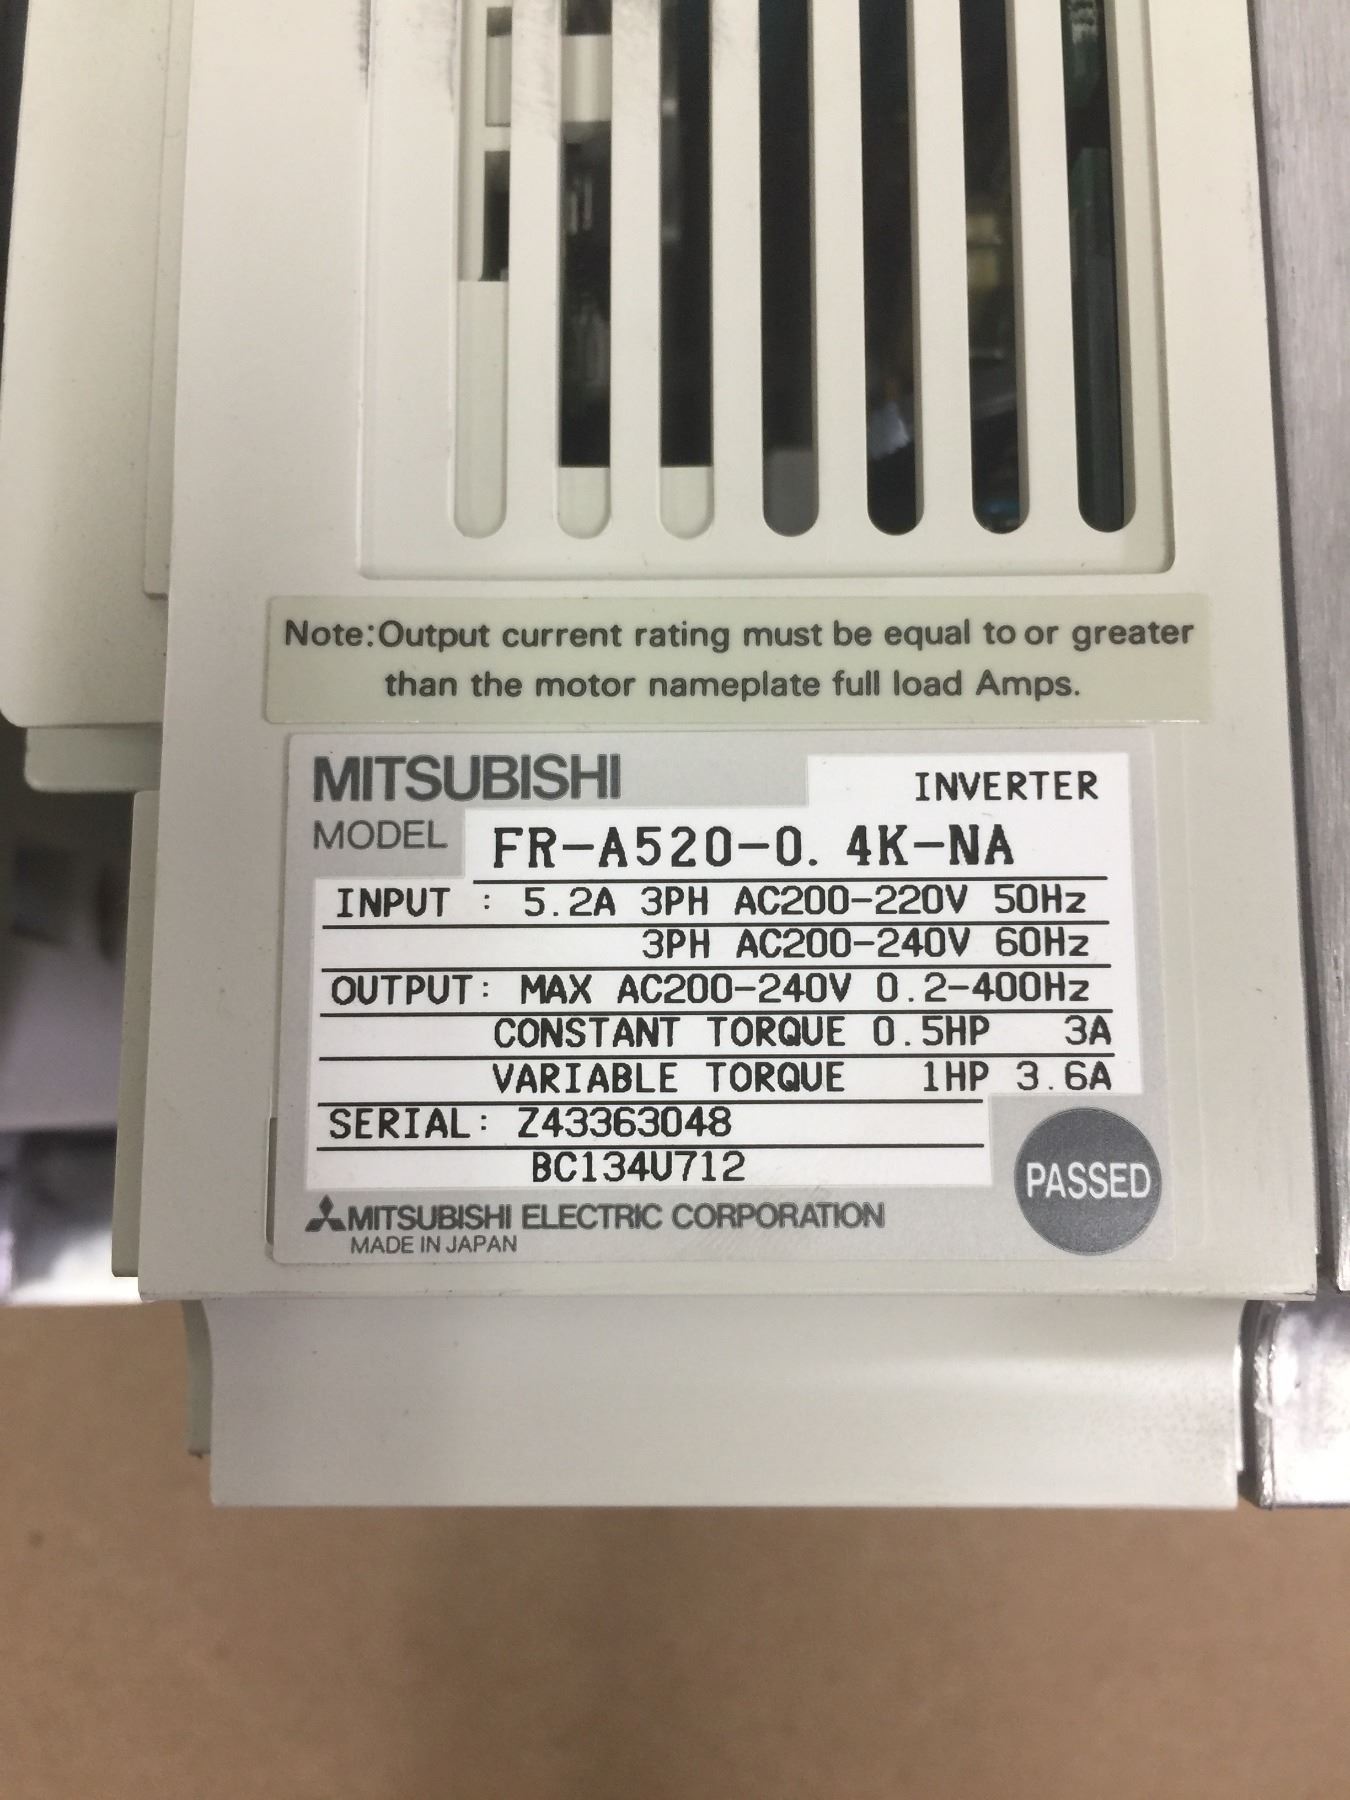 Note:Output current rating must be equal to or greater
than the motor nameplate full load Amps.
MITSUBISHI
INVERTER
MODEL FR-A520-0.4K-NA
INPUT : 5.2A 3PH AC200-220V 50Hz
3PH AC200-240V 60Hz
OUTPUT: MAX AC200-240V 0.2-400Hz
CONSTANT TORQUE 0.5HP 3A
VARIABLE TORQUE 1HP 3.6A
SERIAL: Z43363048
BC134U712
PASSED
MITSUBISHI ELECTRIC CORPORATION
MADE IN JAPAN